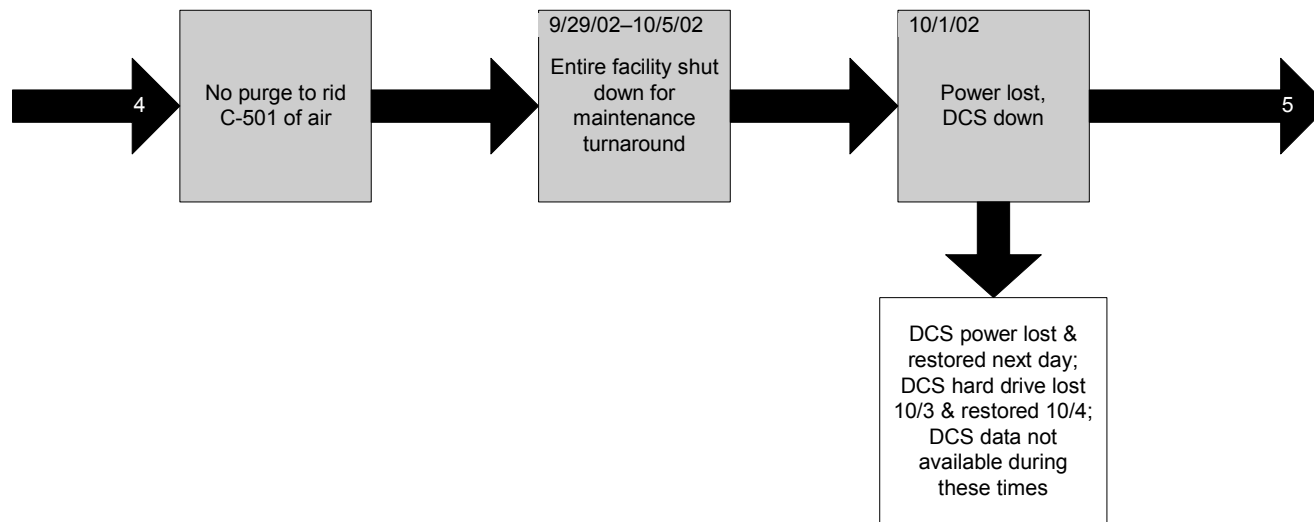 4
No purge to rid
C-501 of air
9/29/02–10/5/02
Entire facility shut
down for
maintenance
turnaround
10/1/02
Power lost,
DCS down
5
DCS power lost &
restored next day;
DCS hard drive lost
10/3 & restored 10/4;
DCS data not
available during
these times